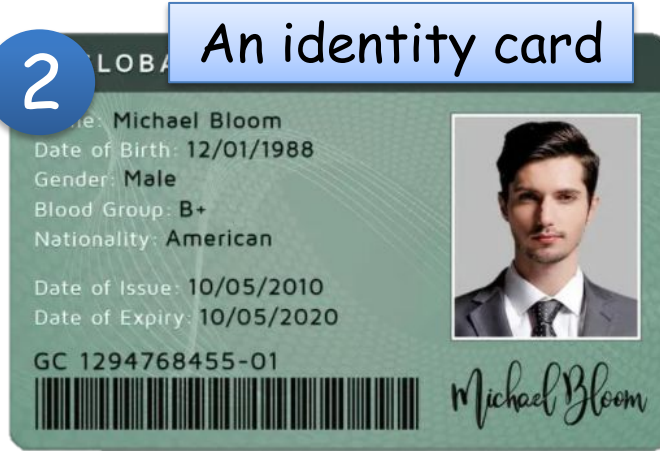 An identity card
2
LOBA
e: Michael Bloom
Date of Birth: 12/01/1988
Gender: Male
Blood Group: B+
Nationality: American
Date of Issue: 10/05/2010
Date of Expiry: 10/05/2020
GC 1294768455-01
Michael Bloom